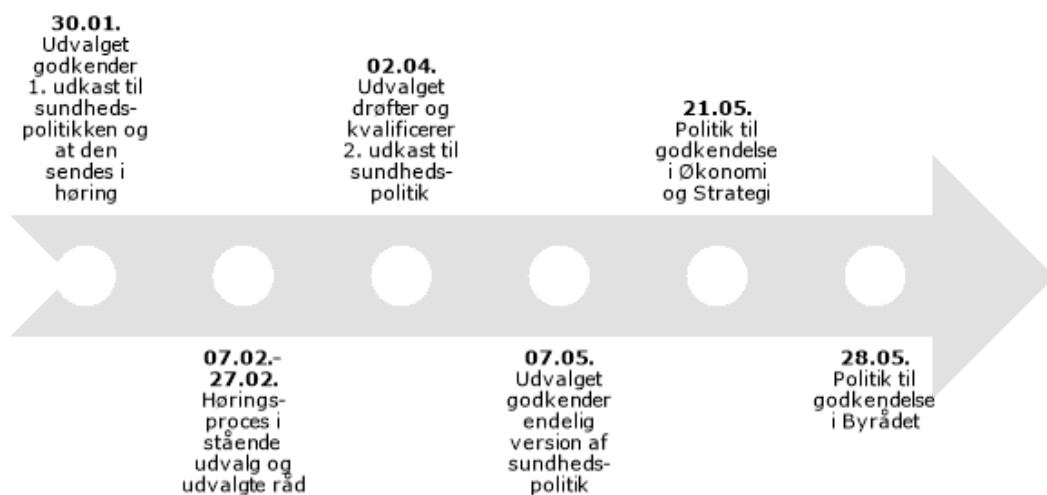 30.01.
Udvalget
godkender
1. udkast til
sundheds-
politikken og
at den
sendes i
høring
07.02.-
27.02.
Hørings-
proces i
stående
udvalg og
udvalgte råd
02.04.
Udvalget
drøfter og
kvalificerer
2. udkast til
sundheds-
politik
07.05.
Udvalget
godkender
endelig
version af
sundheds-
politik
21.05.
Politik til
godkendelse
i Økonomi
og Strategi
28.05.
Politik til
godkendelse
i Byrådet